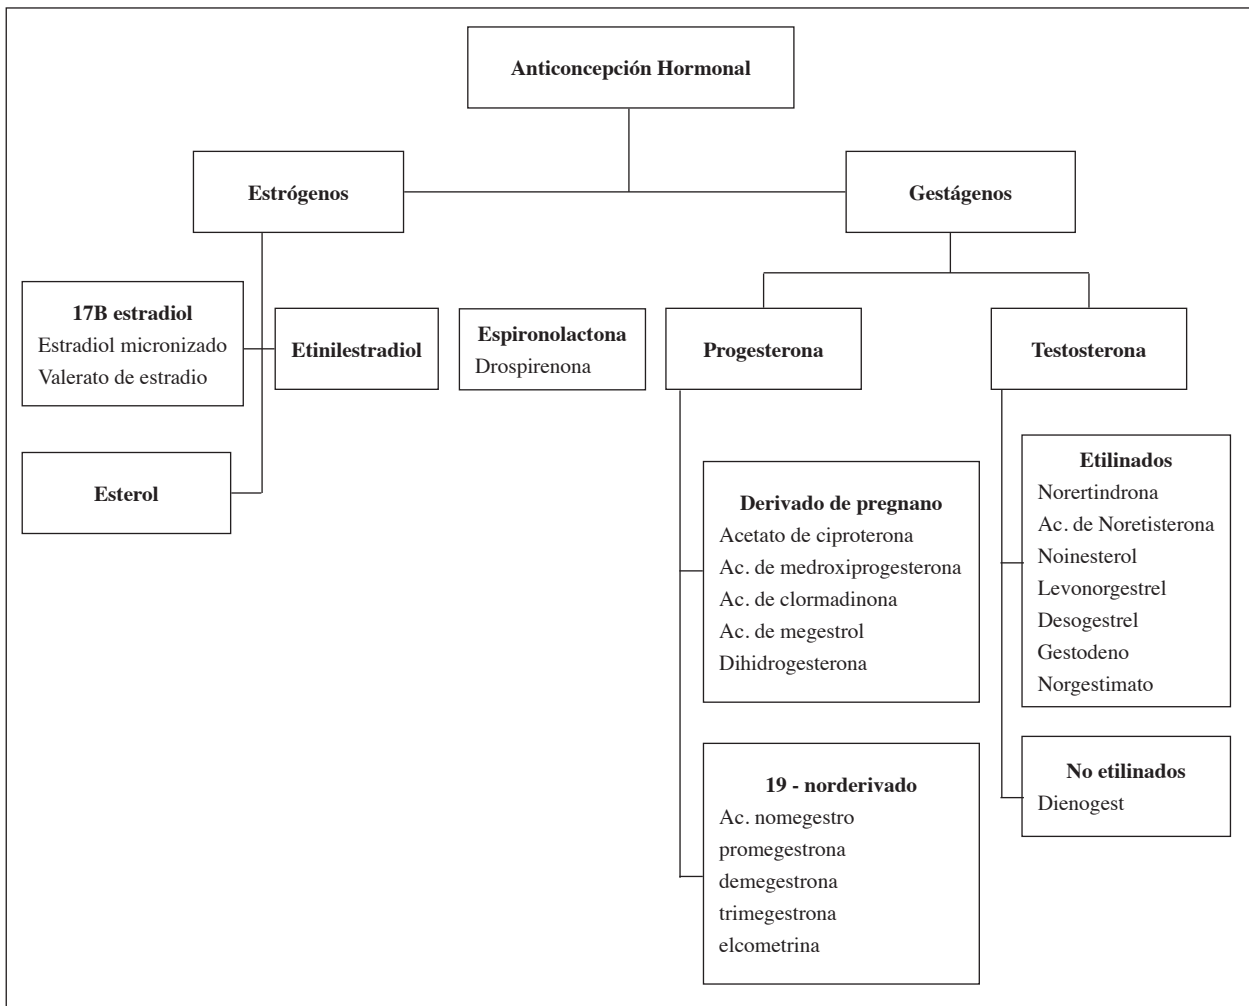 Anticoncepción Hormonal
Estrógenos
Gestágenos
17B estradiol
Estradiol micronizado
Valerato de estradio
Etinilestradiol
Espironolactona
Drospirenona
Progesterona
Testosterona
Esterol
Derivado de pregnano
Acetato de ciproterona
Ac. de medroxiprogesterona
Ac. de clormadinona
Ac. de megestrol
Dihidrogesterona
Etilinados
Norertindrona
Ac. de Noretisterona
Noinesterol
Levonorgestrel
Desogestrel
Gestodeno
Norgestimato
19 - norderivado
Ac. nomegestro
promegestrona
demegestrona
trimegestrona
elcometrina
No etilinados
Dienogest